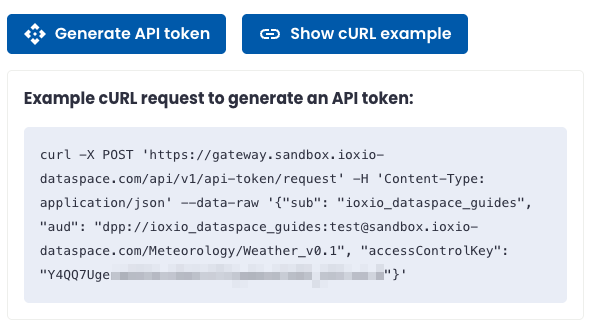 Generate API token
Show cURL example
Example cURL request to generate an API token:
curl -X POST 'https://gateway.sandbox.ioxio-
dataspace.com/api/v1/api-token/request' -H 'Content-Type:
application/json' --data-raw '{"sub": "ioxio_dataspace_guides",
"aud": "dpp://ioxio_dataspace_guides:test@sandbox.ioxio-
dataspace.com/Meteorology/Weather_v0.1", "accessControlKey":
"Y4QQ7Uge "}'